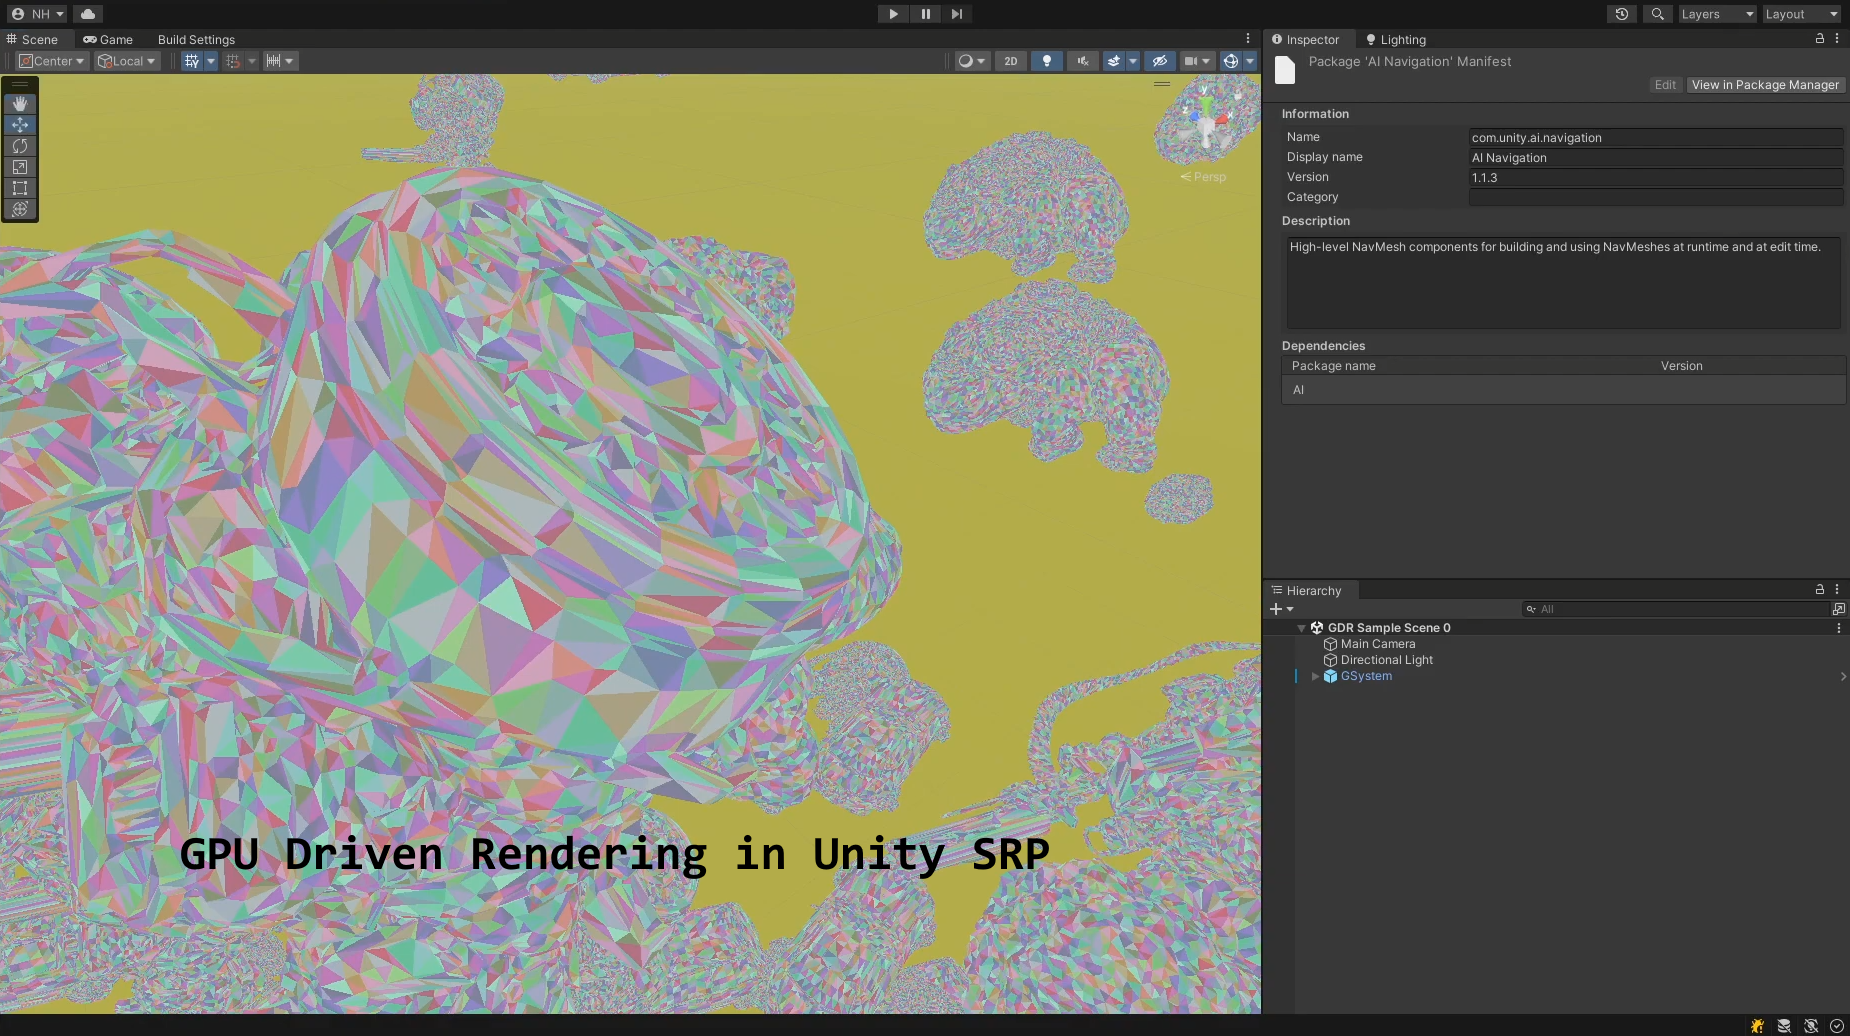 NH
Layers
Layout
Scene
Game
Build Settings
Center
Local
2D
y
z
x
Persp
GPU Driven Rendering in Unity SRP
Inspector
Lighting
Package 'AI Navigation' Manifest
Edit
View in Package Manager
Information
Name
com.unity.ai.navigation
Display name
AI Navigation
Version
1.1.3
Category
Description
High-level NavMesh components for building and using NavMeshes at runtime and at edit time.
Dependencies
Package name
Version
AI
Hierarchy
All
GDR Sample Scene 0
Main Camera
Directional Light
GSystem